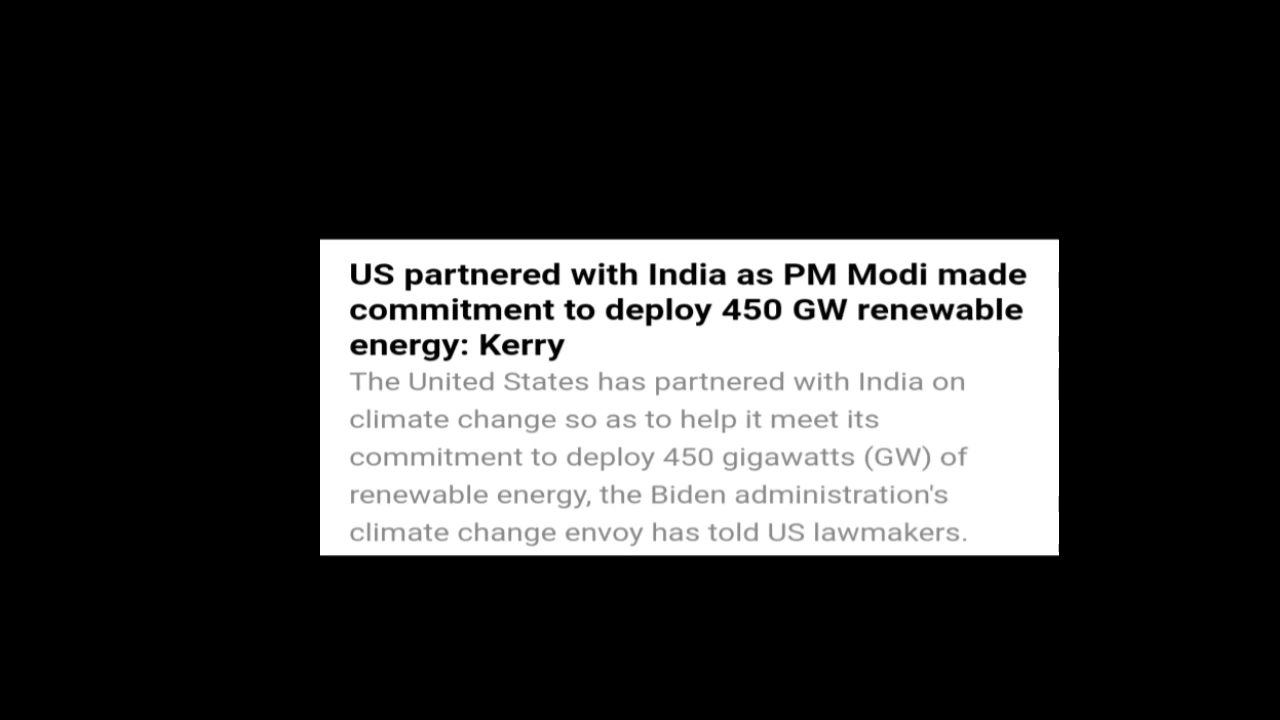 US partnered with India as PM Modi made
commitment to deploy 450 GW renewable
energy: Kerry
The United States has partnered with India on
climate change so as to help it meet its
commitment to deploy 450 gigawatts (GW) of
renewable energy, the Biden administration's
climate change envoy has told US lawmakers.